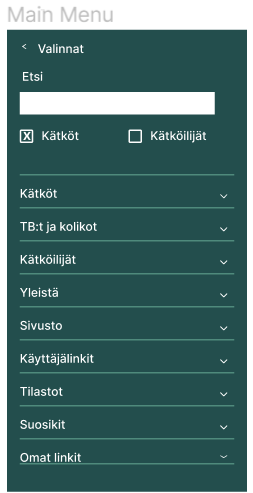 Main Menu
< Valinnat
Etsi
X Kätköt
Kätköilijät
Kätköt
TB:t ja kolikot
Kätköilijät
Yleistä
Sivusto
Käyttäjälinkit
Tilastot
Suosikit
Omat linkit